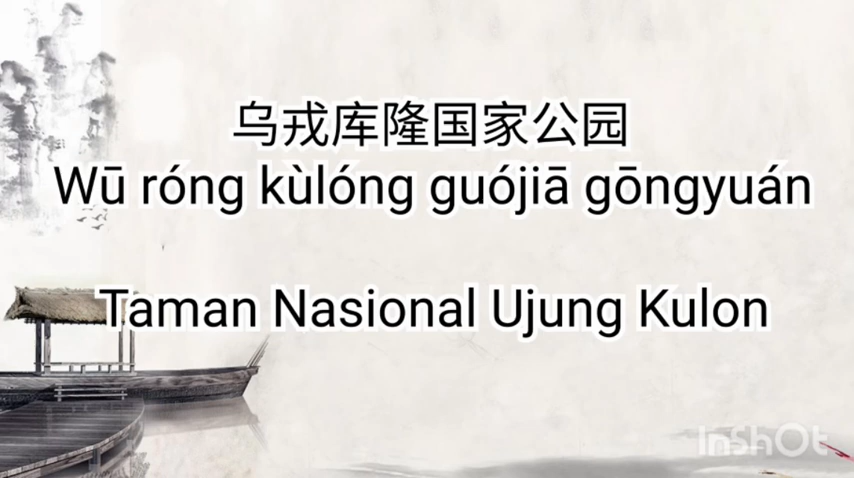 乌戎库隆国家公园
Wū róng kùlóng guójiā gōngyuán
Taman Nasional Ujung Kulon
InShOt